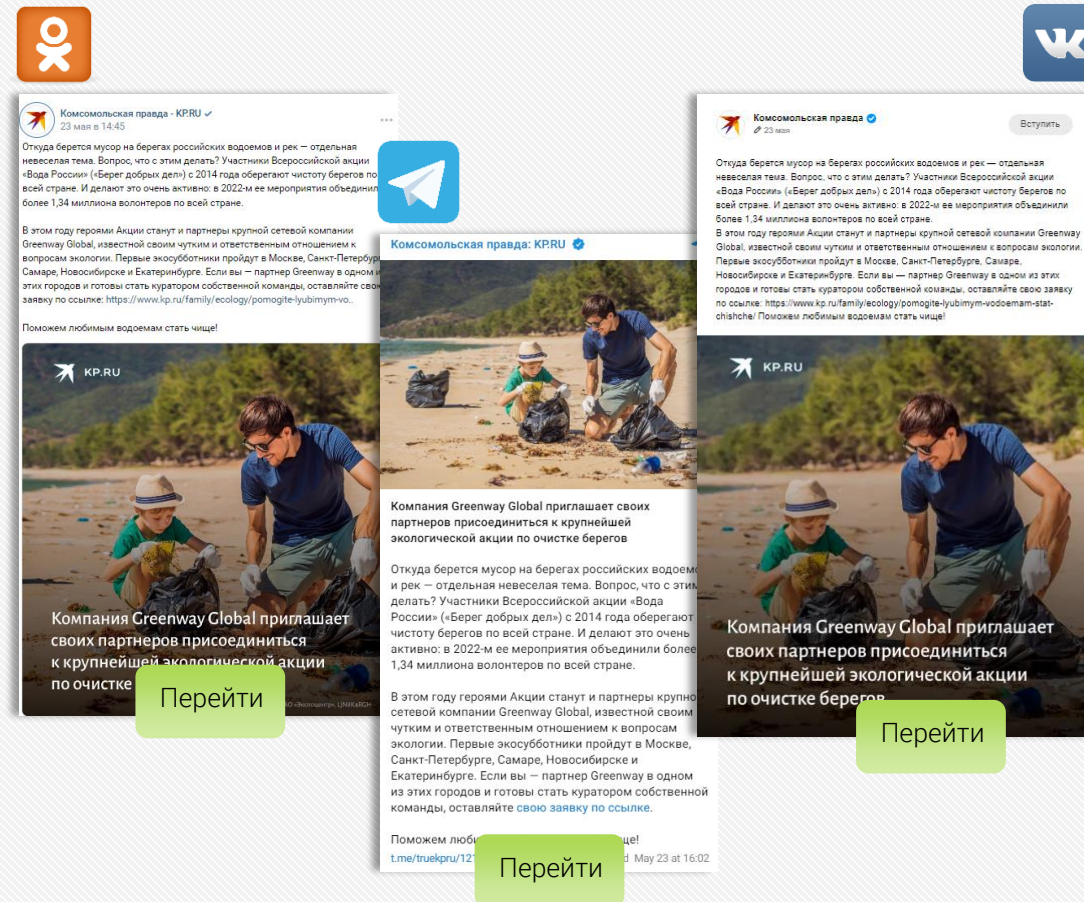 Комсомольская правда - KP.RU
23 мая в 14:45
Откуда берется мусор на берегах российских водоемов и рек — отдельная
невеселая тема. Вопрос, что с этим делать? Участники Всероссийской акции
«Вода России» («Берег добрых дел») с 2014 года оберегают чистоту берегов по
всей стране. И делают это очень активно: в 2022-м ее мероприятия объединил
более 1,34 миллиона волонтеров по всей стране.
В этом году героями Акции станут и партнеры крупной сетевой компании
Greenway Global, известной своим чутким и ответственным отношением к
вопросам экологии. Первые экосубботники пройдут в Москве, Санкт-Петербур
Самаре, Новосибирске и Екатеринбурге. Если вы — партнер Greenway в одном и
этих городов и готовы стать куратором собственной команды, оставляйте сво
заявку по ссылке: https://www.kp.ru/family/ecology/pomogite-lyubimym-vo..
Поможем любимым водоемам стать чище!
KP.RU
Компания Greenway Global приглашает
своих партнеров присоединиться
к крупнейшей экологической акции
по очистке
Перейти
Комсомольская правда: KP.RU
Компания Greenway Global приглашает своих
партнеров присоединиться к крупнейшей
экологической акции по очистке берегов
Откуда берется мусор на берегах российских водоем
и рек — отдельная невеселая тема. Вопрос, что с этим
делать? Участники Всероссийской акции «Вода
России» («Берег добрых дел») с 2014 года оберегают
чистоту берегов по всей стране. И делают это очень
активно: в 2022-м ее мероприятия объединили более
1,34 миллиона волонтеров по всей стране.
В этом году героями Акции станут и партнеры крупно
сетевой компании Greenway Global, известной своим
чутким и ответственным отношением к вопросам
экологии. Первые экосубботники пройдут в Москве,
Санкт-Петербурге, Самаре, Новосибирске и
Екатеринбурге. Если вы — партнер Greenway в одном
из этих городов и готовы стать куратором собственной
команды, оставляйте свою заявку по ссылке.
Поможем люб ще!
t.me/truekpru/12 d May 23 at 16:02
Перейти
Комсомольская правда
23 мая
Вступить
Откуда берется мусор на берегах российских водоемов и рек — отдельная
невеселая тема. Вопрос, что с этим делать? Участники Всероссийской акции
«Вода России» («Берег добрых дел») с 2014 года оберегают чистоту берегов по
всей стране. И делают это очень активно: в 2022-м ее мероприятия объединили
более 1,34 миллиона волонтеров по всей стране.
В этом году героями Акции станут и партнеры крупной сетевой компании Greenway
Global, известной своим чутким и ответственным отношением к вопросам экологии.
Первые экосубботники пройдут в Москве, Санкт-Петербурге, Самаре,
Новосибирске и Екатеринбурге. Если вы — партнер Greenway в одном из этих
городов и готовы стать куратором собственной команды, оставляйте свою заявку
по ссылке: https://www.kp.ru/family/ecology/pomogite-lyubimym-vodoemam-stat-
chishche/ Поможем любимым водоемам стать чище!
KP.RU
Компания Greenway Global приглашает
своих партнеров присоединиться
к крупнейшей экологической акции
по очистке берегов
Перейти